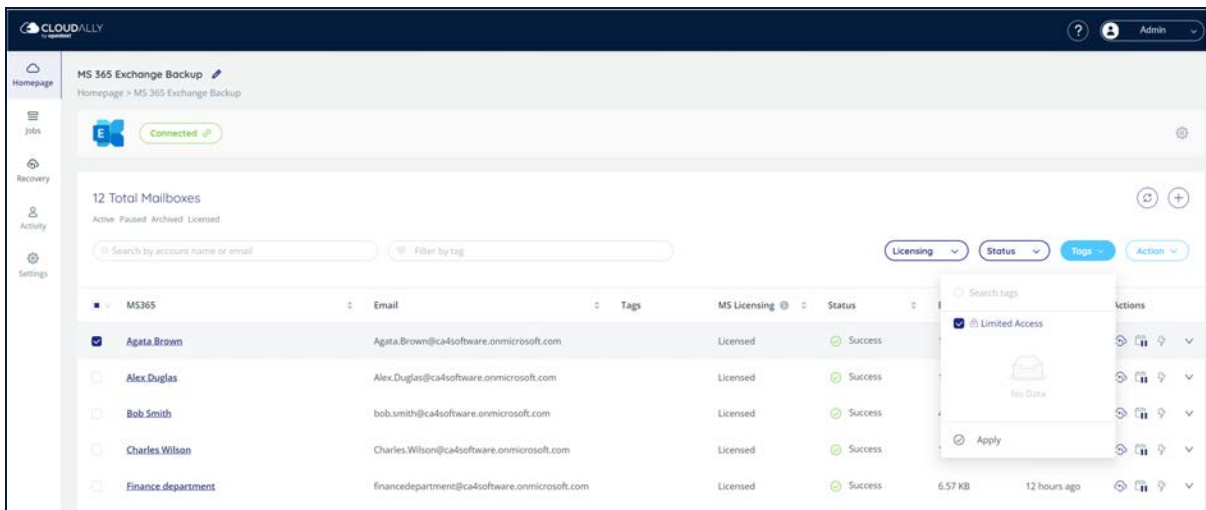 CLOUDALLY
by opentext
? Admin
Homepage
Jobs
Recovery
Activity
Settings
MS 365 Exchange Backup
Homepage > MS 365 Exchange Backup
E Connected
12 Total Mailboxes
Active Paused Archived Licensed
Search by account name or email Filter by tag Licensing Status Tags Action
Search tags
Limited Access
No Data
Apply
MS365 Email Tags MS Licensing Status Actions
Agata Brown Agata.Brown@ca4software.onmicrosoft.com Licensed Success
Alex Duglas Alex.Duglas@ca4software.onmicrosoft.com Licensed Success
Bob Smith bob.smith@ca4software.onmicrosoft.com Licensed Success
Charles Wilson Charles.Wilson@ca4software.onmicrosoft.com Licensed Success
Finance department financedepartment@ca4software.onmicrosoft.com Licensed Success 6.57 KB 12 hours ago